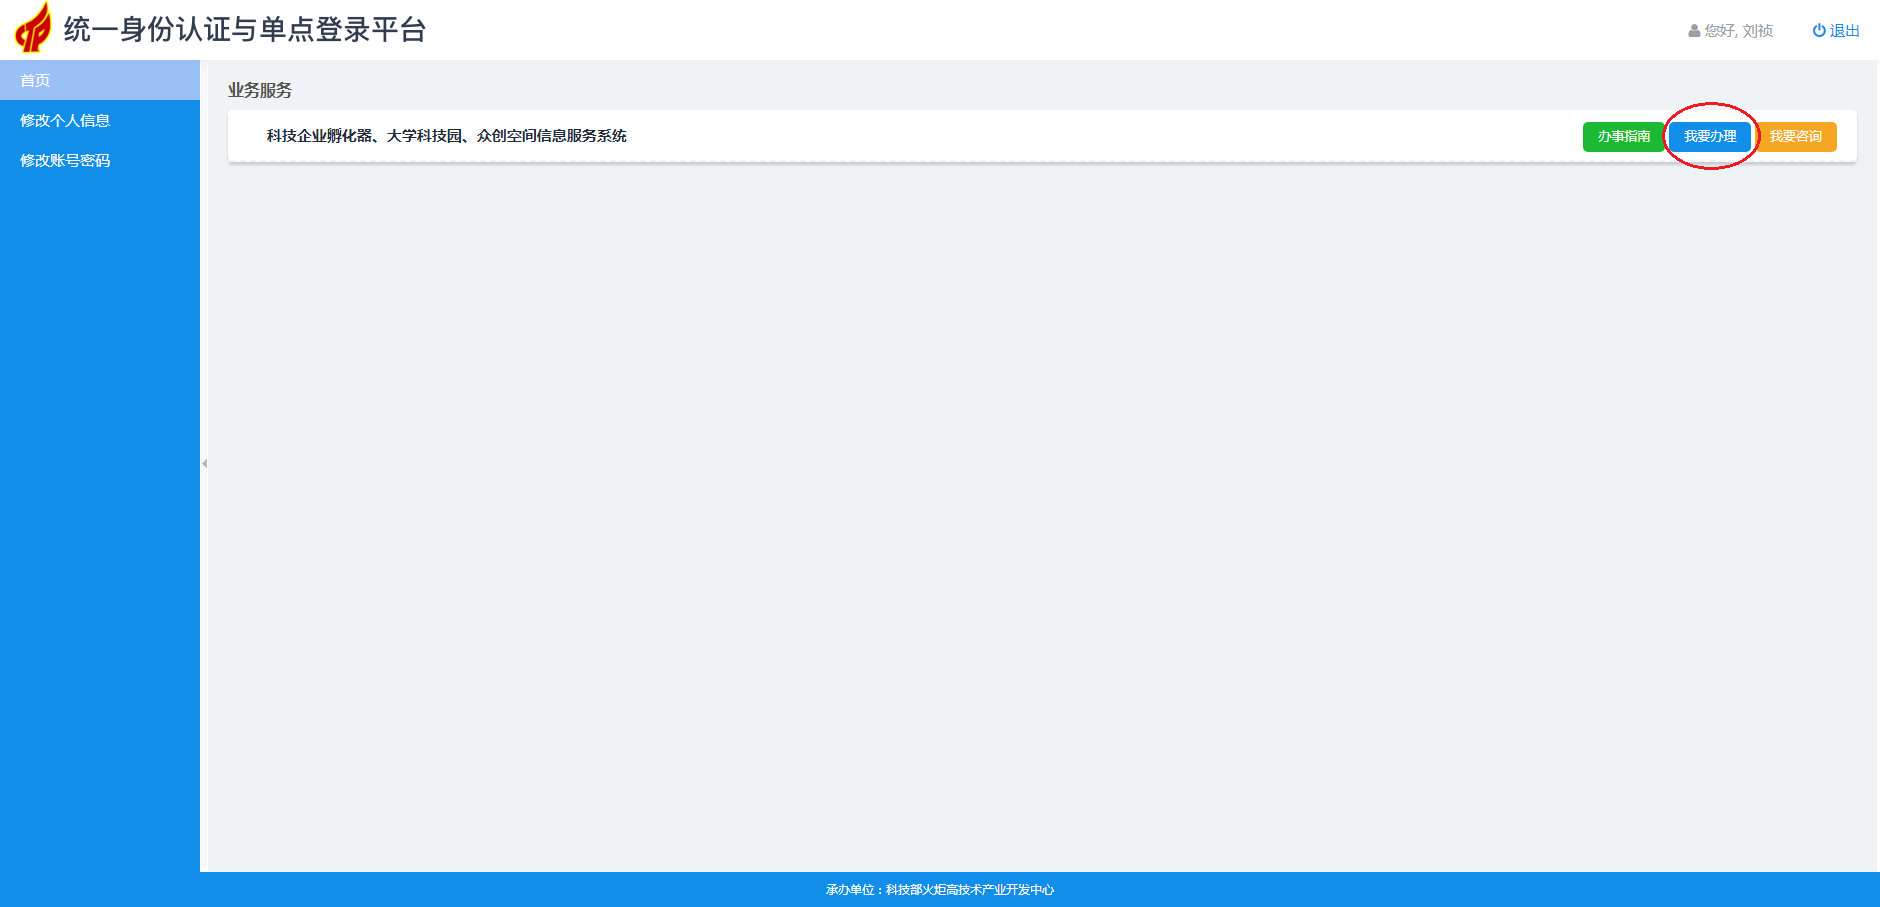 统一身份认证与单点登录平台
您好, 刘祯
退出
首页
修改个人信息
修改账号密码
业务服务
科技企业孵化器、大学科技园、众创空间信息服务系统
办事指南
我要办理
我要咨询
承办单位：科技部火炬高技术产业开发中心